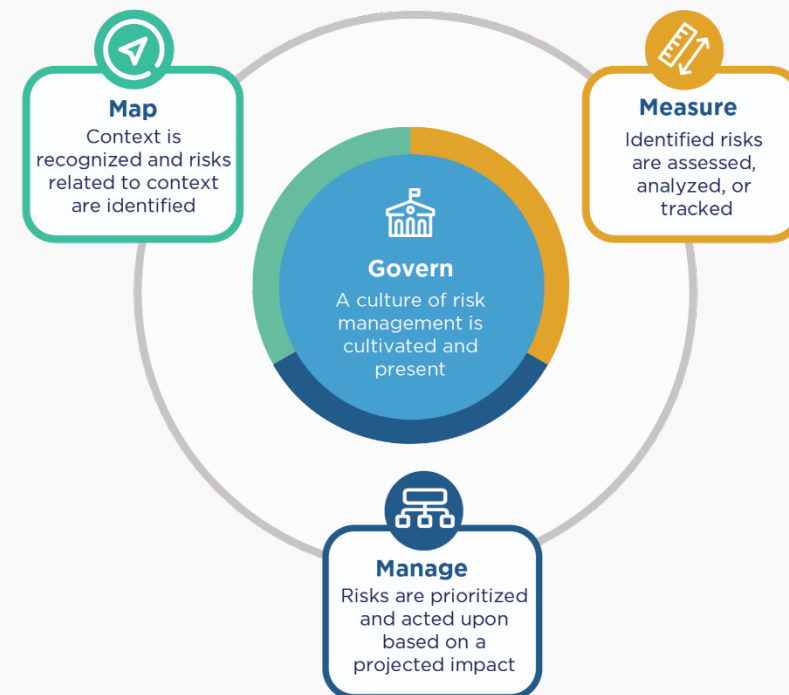 Map
Context is
recognized and risks
related to context
are identified
Measure
Identified risks
are assessed,
analyzed, or
tracked
Govern
A culture of risk
management is
cultivated and
present
Manage
Risks are prioritized
and acted upon
based on a
projected impact